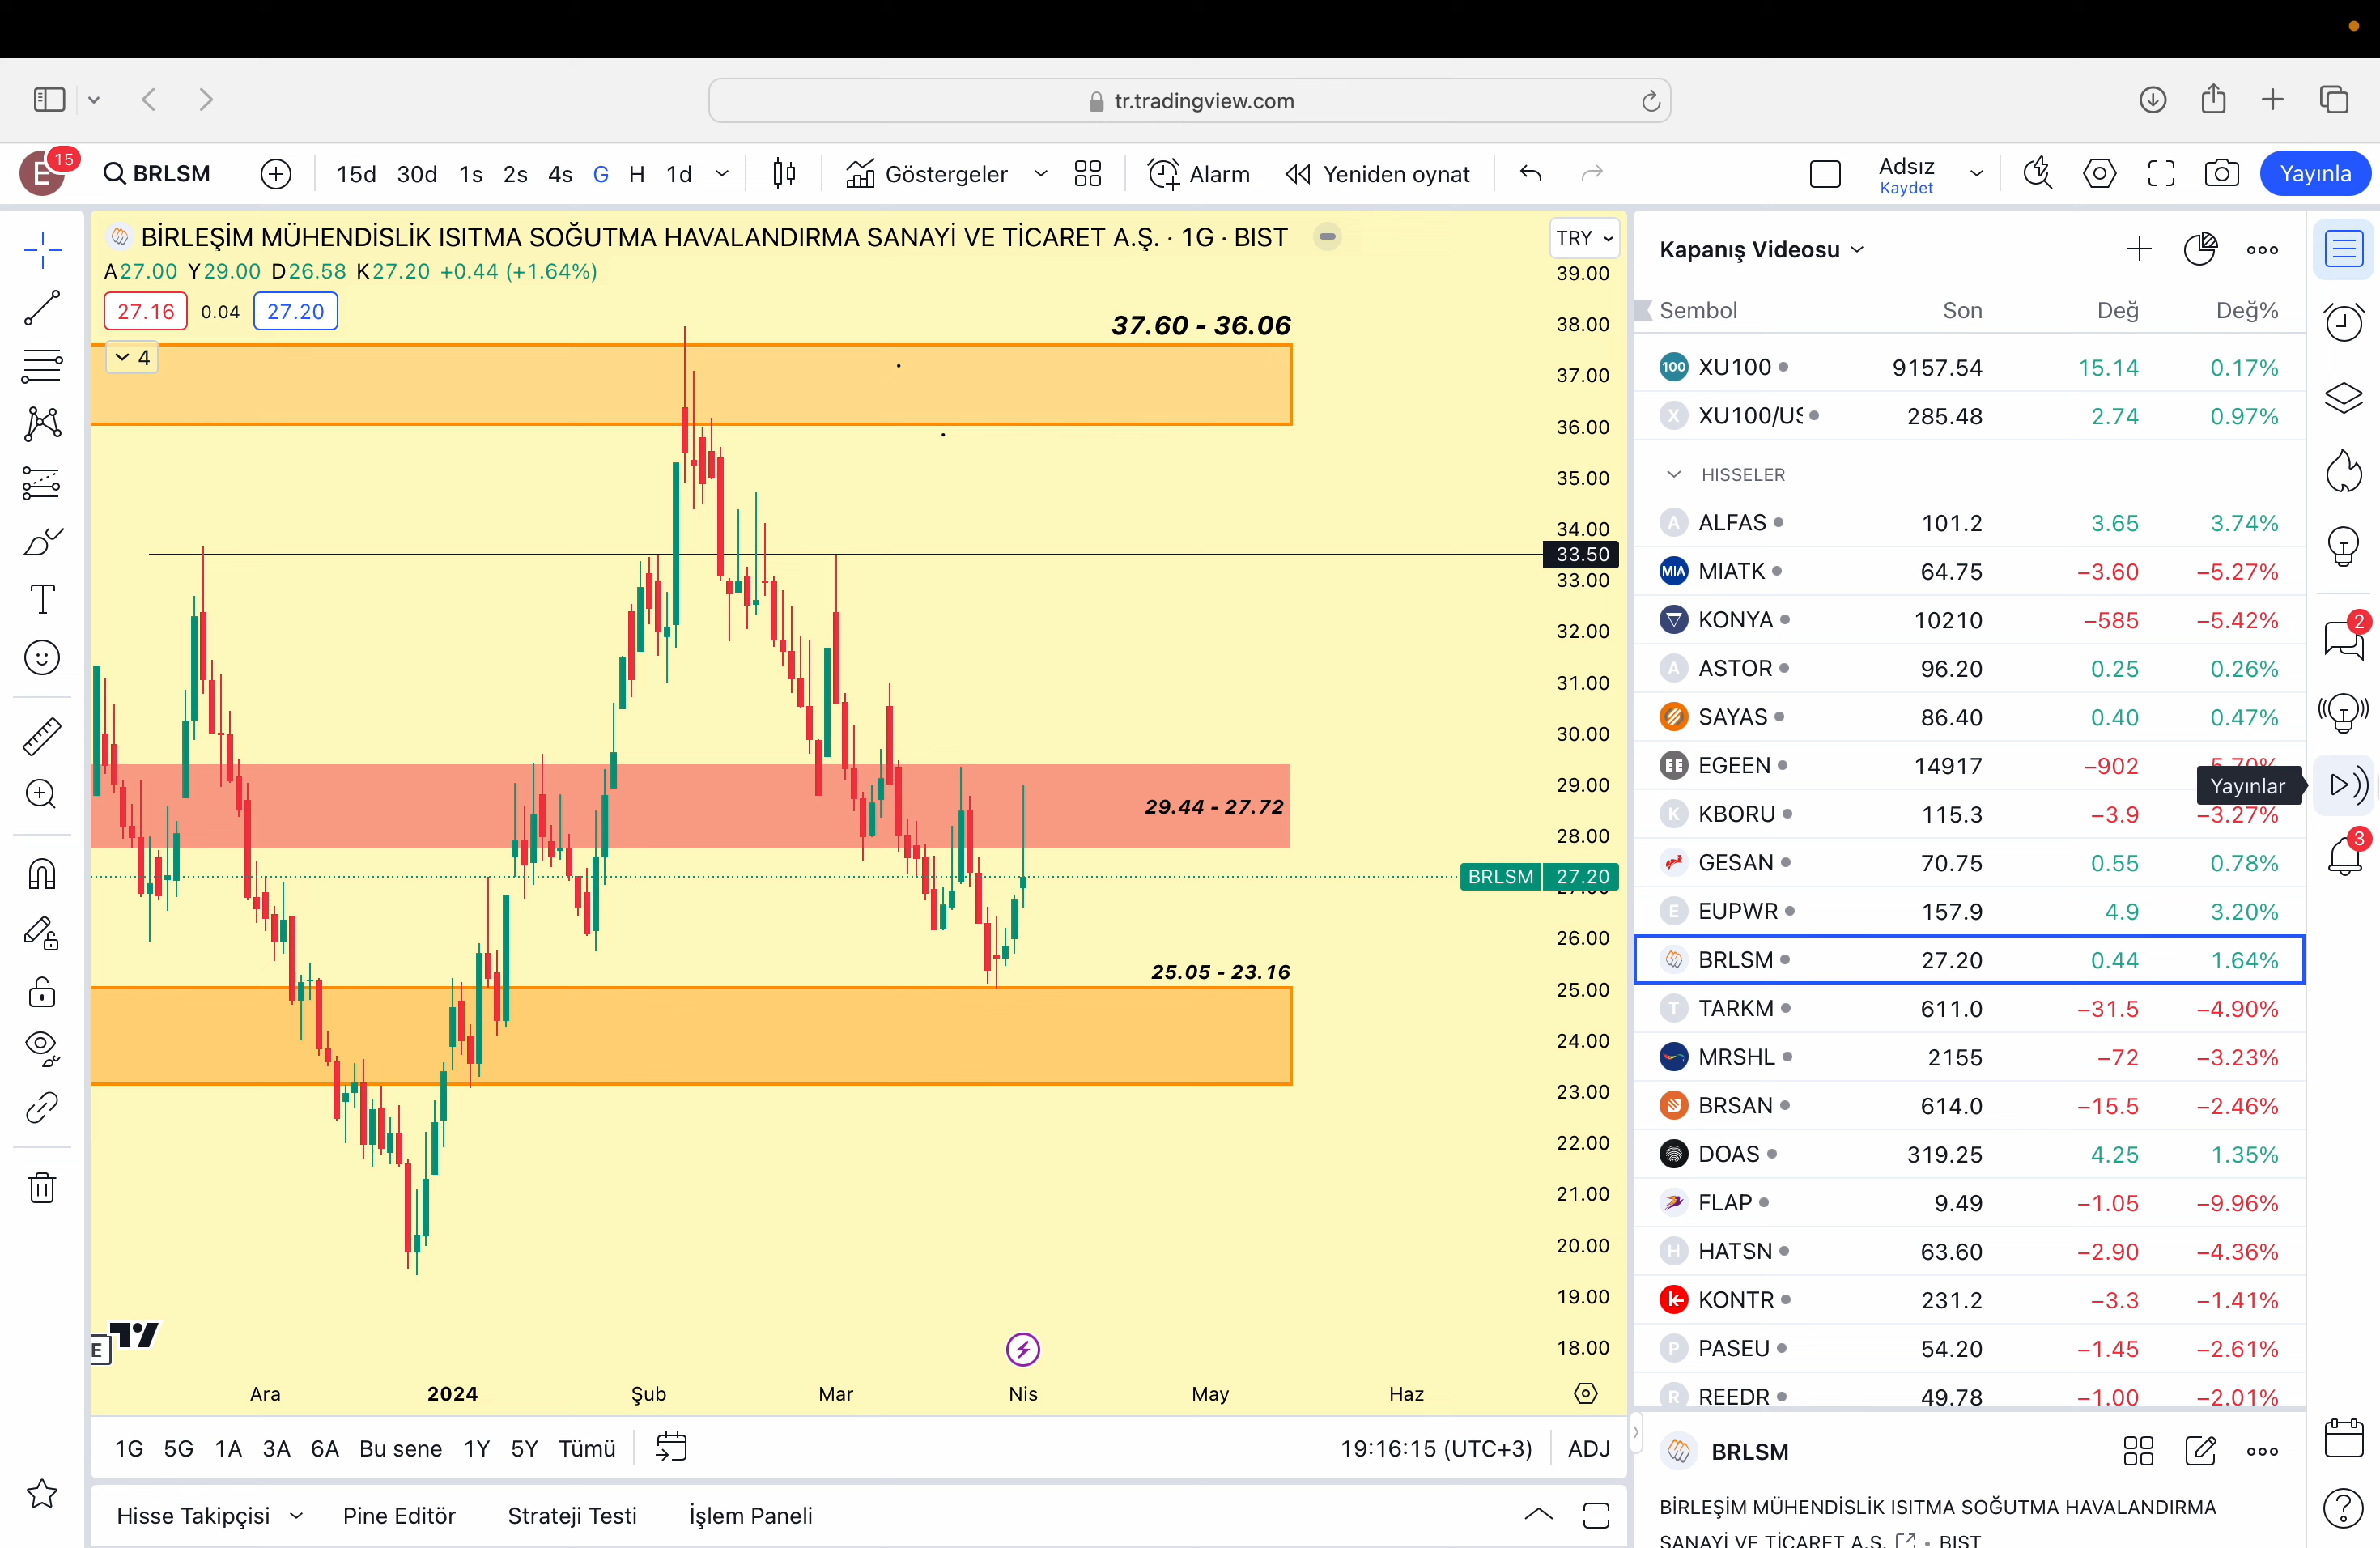 tr.tradingview.com
E 15 BRLSM 15d 30d 1s 2s 4s G H 1d Göstergeler Alarm Yeniden oynat Adsız Yayınla
Kaydet
BİRLEŞİM MÜHENDİSLİK ISITMA SOĞUTMA HAVALANDIRMA SANAYİ VE TİCARET A.Ş. · 1G · BIST
TRY
A27.00 Y29.00 D26.58 K27.20 +0.44 (+1.64%)
27.16 0.04 27.20
4
37.60 - 36.06
29.44 - 27.72
25.05 - 23.16
39.00
38.00
37.00
36.00
35.00
34.00
33.50
33.00
32.00
31.00
30.00
29.00
28.00
BRLSM 27.20
26.00
25.00
24.00
23.00
22.00
21.00
20.00
19.00
18.00
E
Ara 2024 Şub Mar Nis May Haz
1G 5G 1A 3A 6A Bu sene 1Y 5Y Tümü 19:16:15 (UTC+3) ADJ
Hisse Takipçisi Pine Editör Strateji Testi İşlem Paneli
Kapanış Videosu
Sembol Son Değ Değ%
100 XU100 9157.54 15.14 0.17%
X XU100/US 285.48 2.74 0.97%
HISSELER
A ALFAS 101.2 3.65 3.74%
MIA MIATK 64.75 −3.60 −5.27%
KONYA 10210 −585 −5.42%
A ASTOR 96.20 0.25 0.26%
SAYAS 86.40 0.40 0.47%
EE EGEEN 14917 −902
Yayınlar
K KBORU 115.3 −3.9 −3.27%
GESAN 70.75 0.55 0.78%
E EUPWR 157.9 4.9 3.20%
BRLSM 27.20 0.44 1.64%
T TARKM 611.0 −31.5 −4.90%
MRSHL 2155 −72 −3.23%
BRSAN 614.0 −15.5 −2.46%
DOAS 319.25 4.25 1.35%
FLAP 9.49 −1.05 −9.96%
H HATSN 63.60 −2.90 −4.36%
KONTR 231.2 −3.3 −1.41%
P PASEU 54.20 −1.45 −2.61%
R REEDR 49.78 −1.00 −2.01%
BRLSM
BİRLEŞİM MÜHENDİSLİK ISITMA SOĞUTMA HAVALANDIRMA
SANAYİ VE TİCARET A.Ş. • BIST
2
3